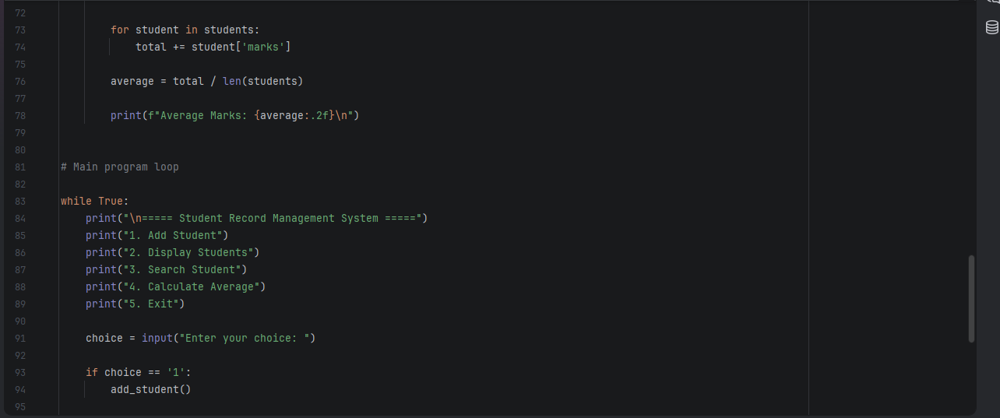 72
73 for student in students:
74 total += student['marks']
75
76 average = total / len(students)
77
78 print(f"Average Marks: {average:.2f}\n")
79
80
81 # Main program loop
82
83 while True:
84 print("\n===== Student Record Management System =====")
85 print("1. Add Student")
86 print("2. Display Students")
87 print("3. Search Student")
88 print("4. Calculate Average")
89 print("5. Exit")
90
91 choice = input("Enter your choice: ")
92
93 if choice == '1':
94 add_student()
95